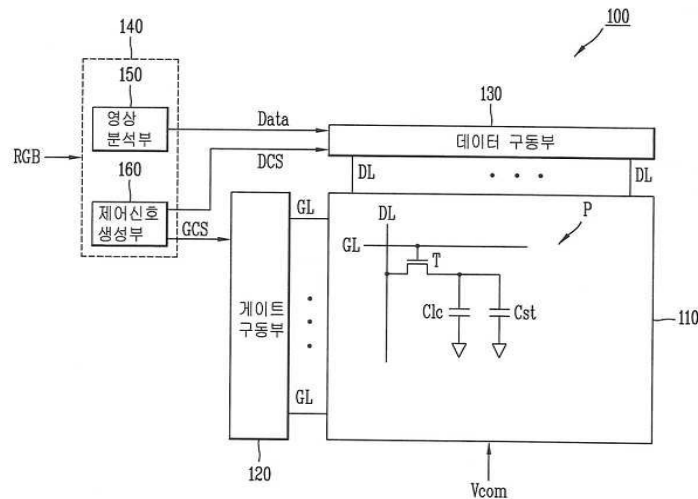 100
140
150
영상
분석부
130
Data
데이터 구동부
RGB
DCS
160
제어신호
생성부
GCS
DL
DL
GL
DL
P
GL
T
게이트
구동부
Clc
Cst
110
GL
120
Vcom